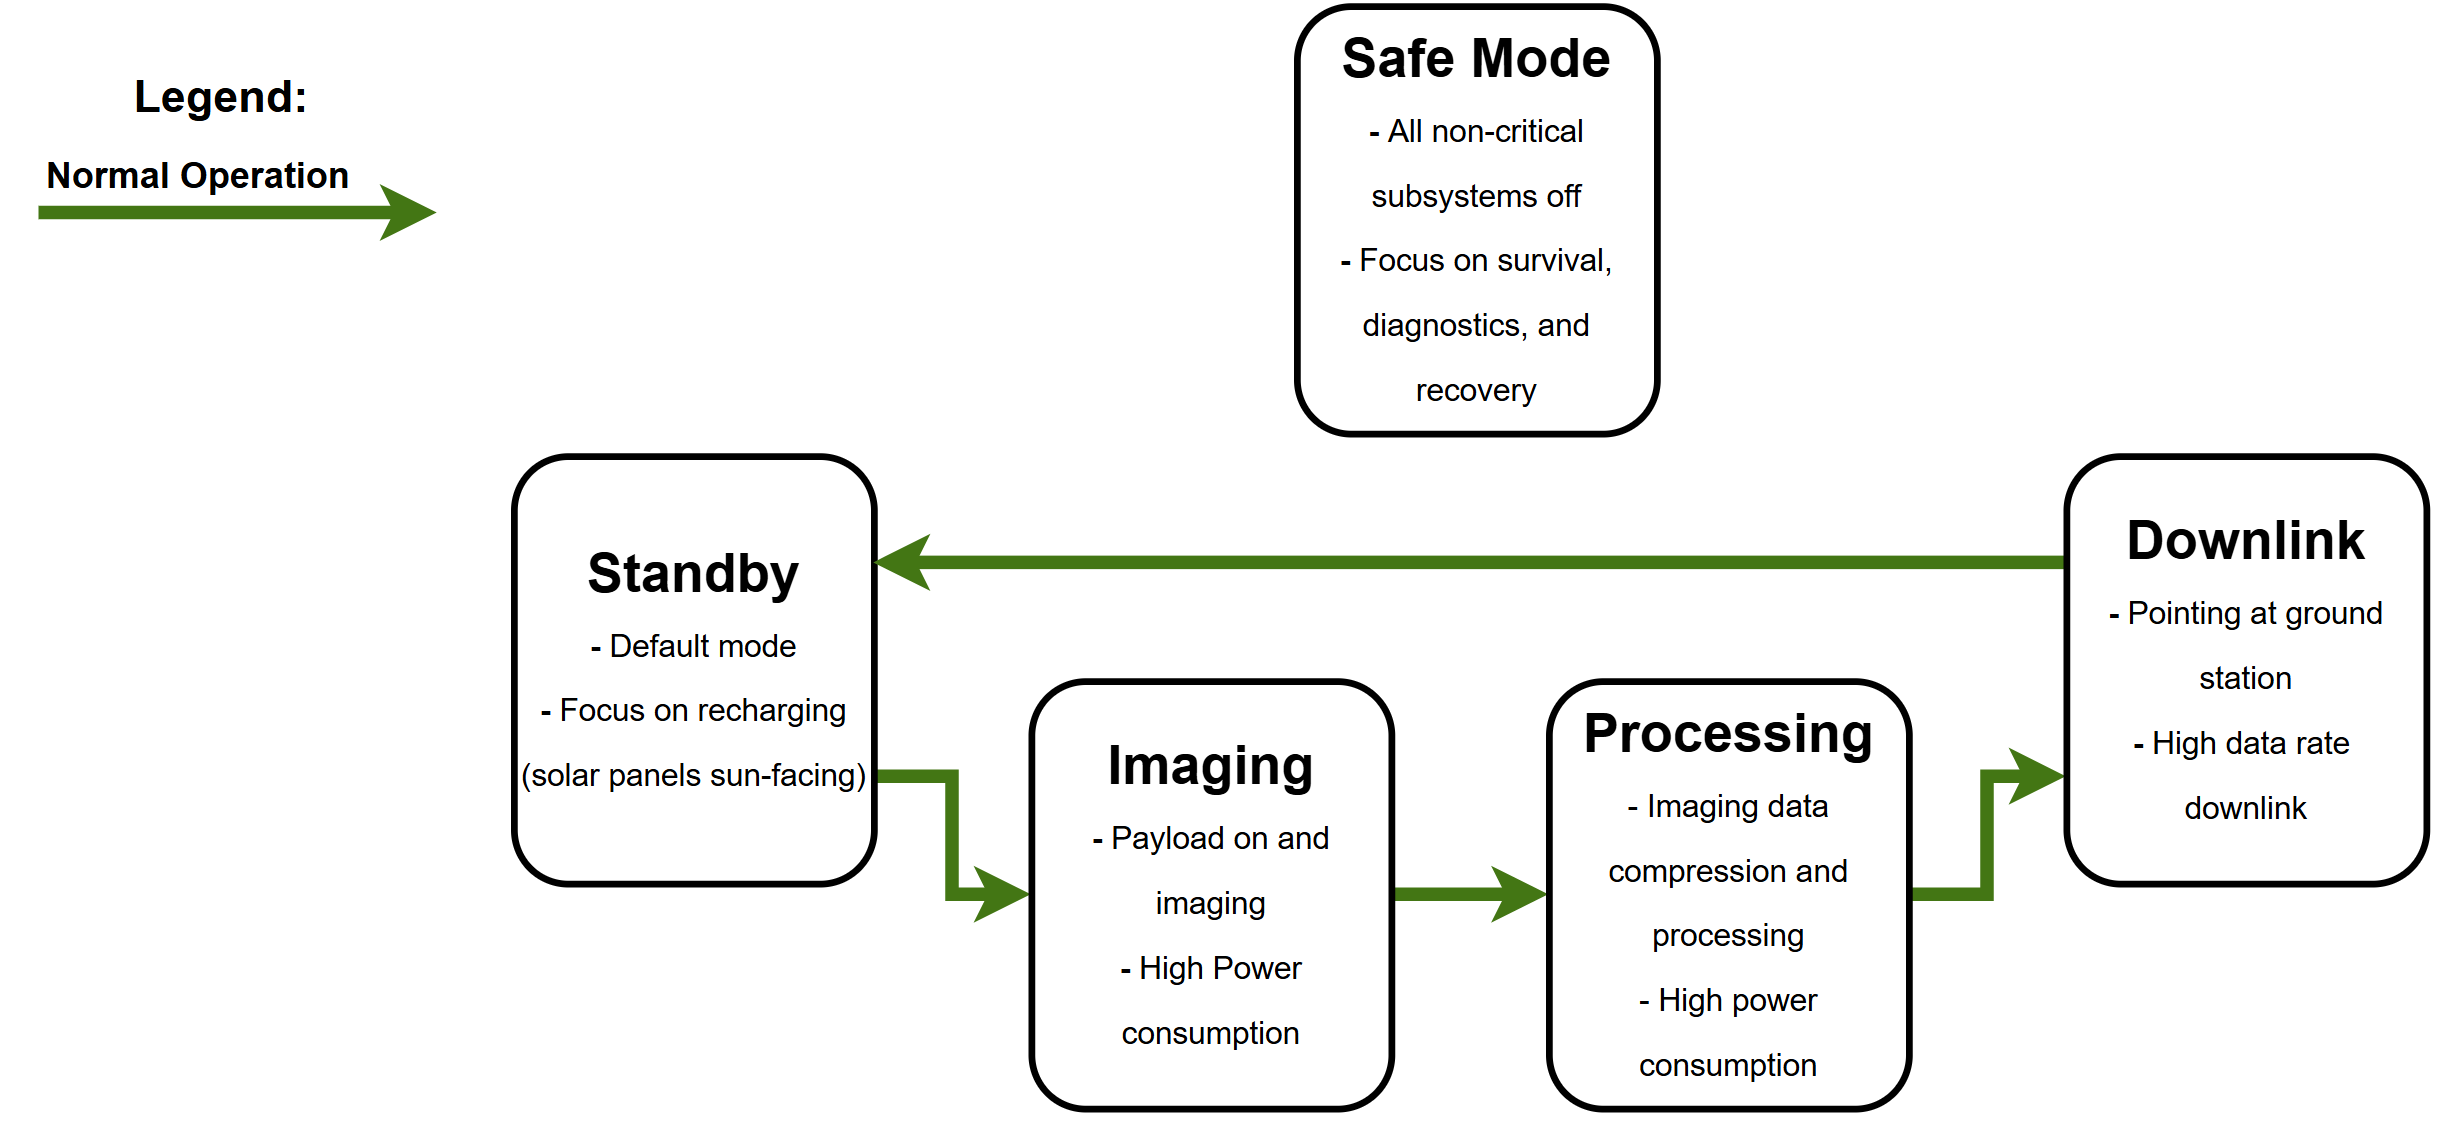 Legend:
Normal Operation
Safe Mode
- All non-critical
subsystems off
- Focus on survival,
diagnostics, and
recovery
Standby
- Default mode
- Focus on recharging
(solar panels sun-facing)
Imaging
- Payload on and
imaging
- High Power
consumption
Processing
- Imaging data
compression and
processing
- High power
consumption
Downlink
- Pointing at ground
station
- High data rate
downlink